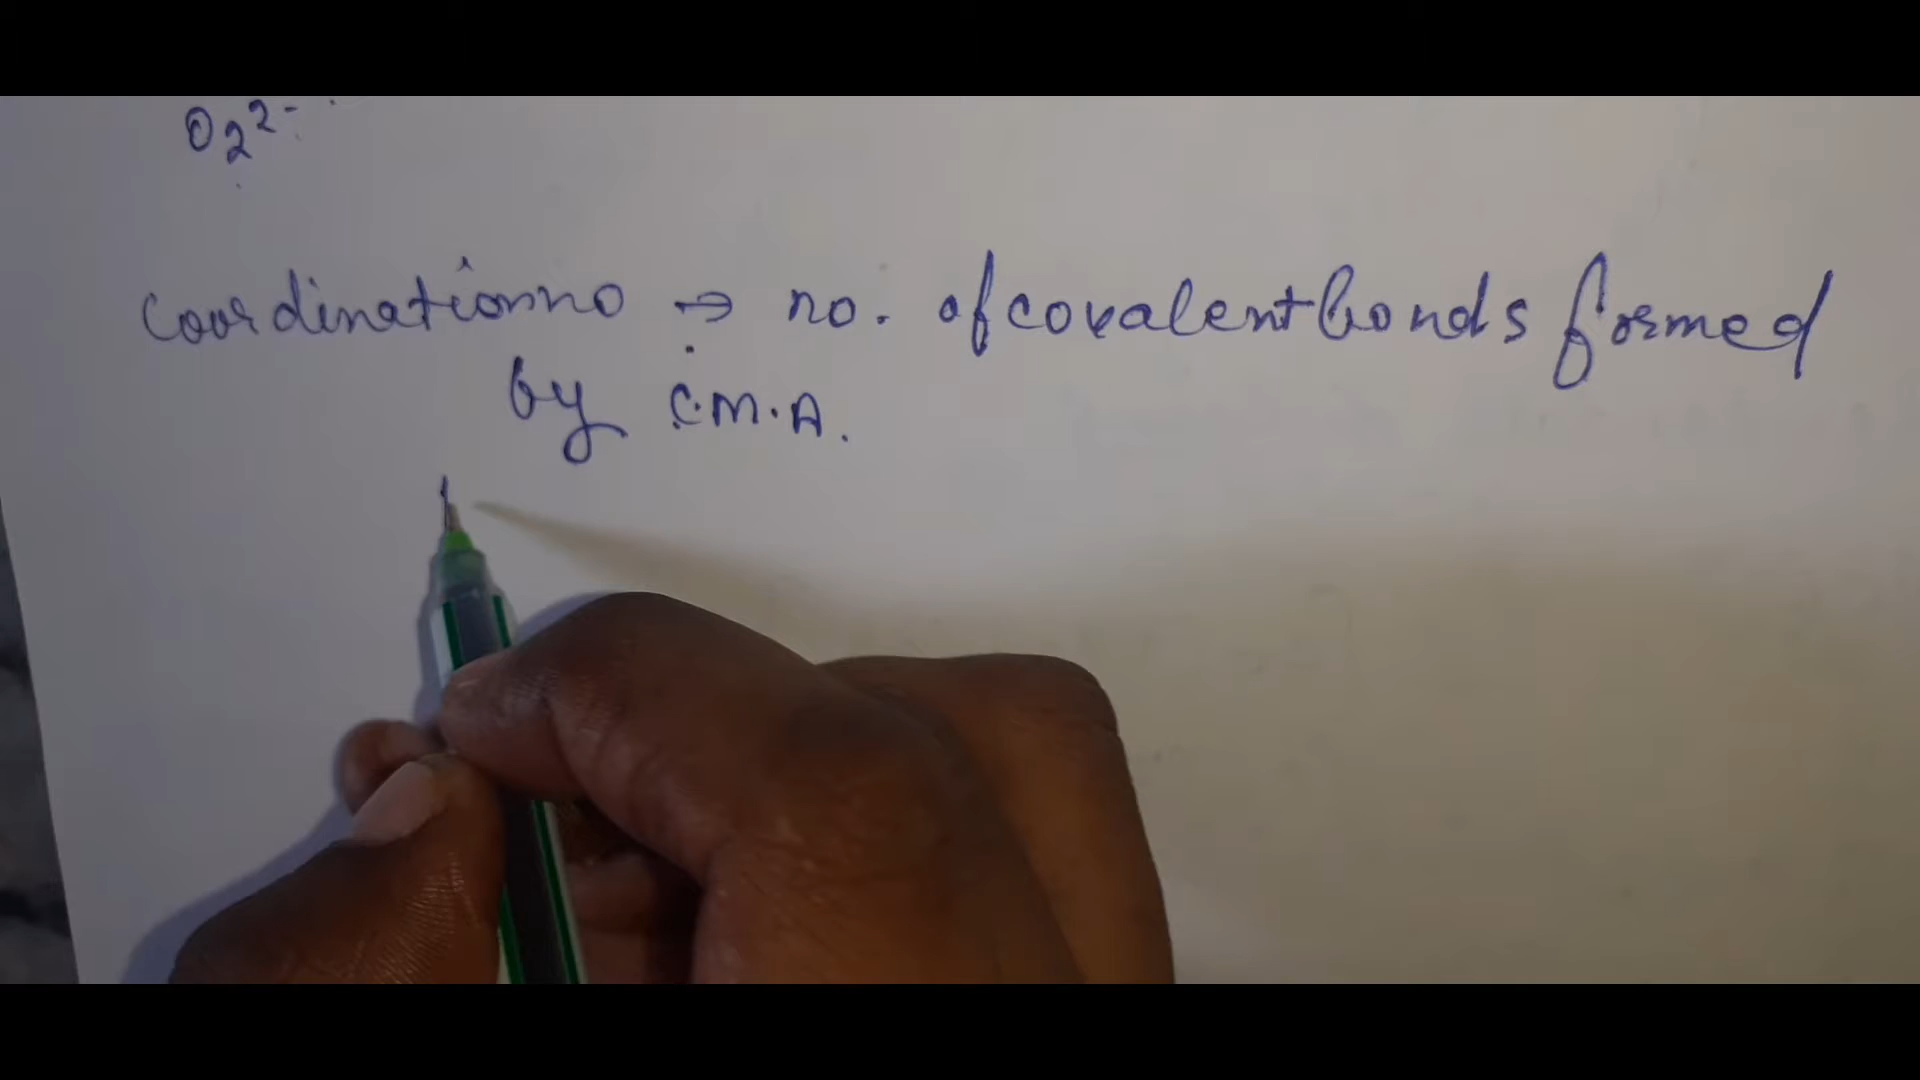 O₂²⁻
Coordination no → no. of covalent bonds formed
by C.M.A.